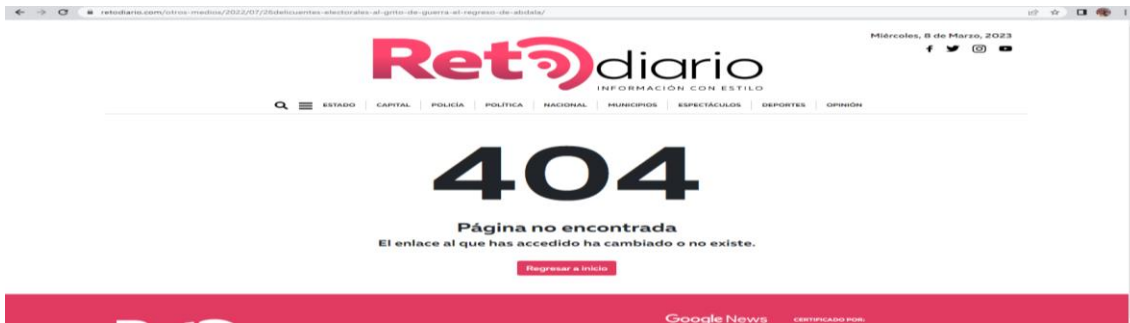 retodiario.com/otros-medios/2022/07/26delicuentes-electorales-al-grito-de-guerra-el-regreso-de-abdala/
Miércoles, 8 de Marzo, 2023
Reto diario
INFORMACIÓN CON ESTILO
ESTADO CAPITAL POLICÍA POLÍTICA NACIONAL MUNICIPIOS ESPECTÁCULOS DEPORTES OPINIÓN
404
Página no encontrada
El enlace al que has accedido ha cambiado o no existe.
Regresar a inicio
Google News CERTIFICADO POR: